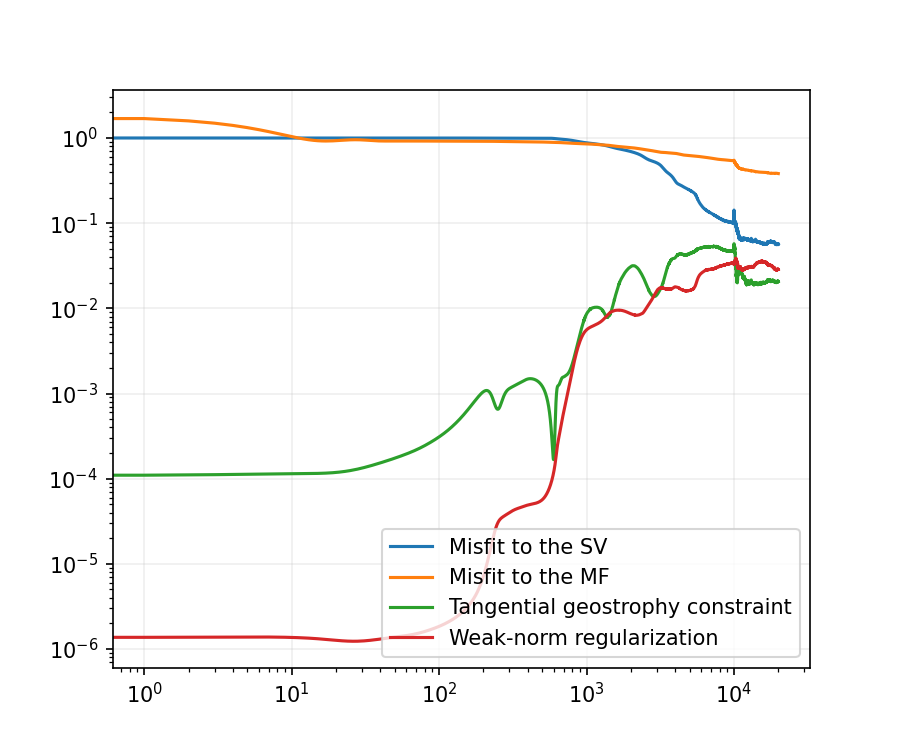 10^0
10^-1
10^-2
10^-3
10^-4
10^-5
10^-6
Misfit to the SV
Misfit to the MF
Tangential geostrophy constraint
Weak-norm regularization
10^0 10^1 10^2 10^3 10^4